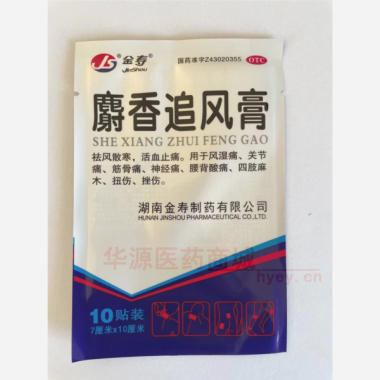 JS 金寿®
JinShou
国药准字Z43020355 OTC
麝香追风膏
SHE XIANG ZHUI FENG GAO
祛风散寒，活血止痛。用于风湿痛、关节
痛、筋骨痛、神经痛、腰背酸痛、四肢麻
木、扭伤、挫伤。
湖南金寿制药有限公司
HUNAN JINSHOU PHARMACEUTICAL CO.,LTD.
华源医药商城
hyey.cn
10贴装
7厘米x10厘米